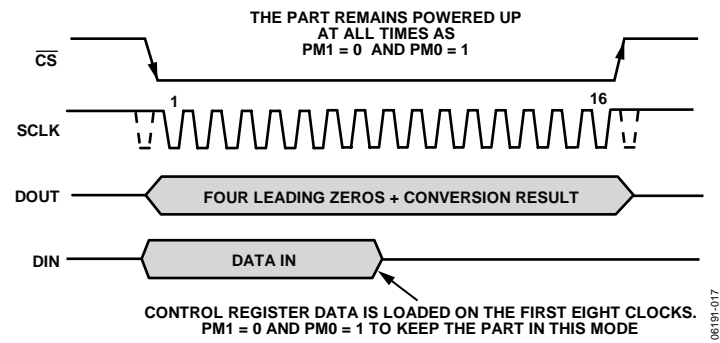 THE PART REMAINS POWERED UP
AT ALL TIMES AS
PM1 = 0 AND PM0 = 1
CS
1
16
SCLK
DOUT
FOUR LEADING ZEROS + CONVERSION RESULT
DIN
DATA IN
CONTROL REGISTER DATA IS LOADED ON THE FIRST EIGHT CLOCKS.
PM1 = 0 AND PM0 = 1 TO KEEP THE PART IN THIS MODE
06191-017